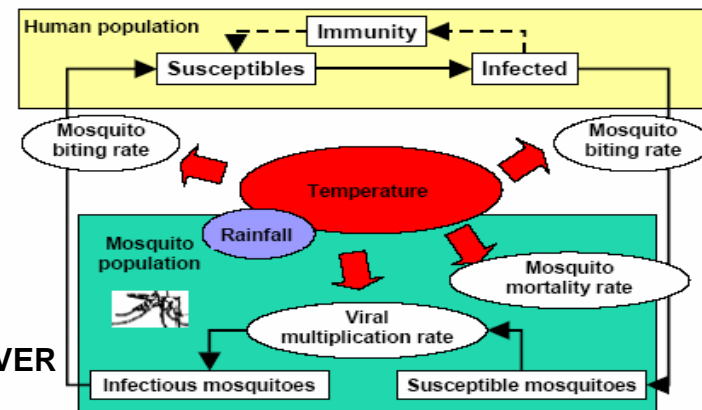 Human population
Immunity
Susceptibles
Infected
Mosquito
biting rate
Mosquito
biting rate
Temperature
Rainfall
Mosquito
population
Mosquito
mortality rate
Viral
multiplication rate
VER
Infectious mosquitoes
Susceptible mosquitoes